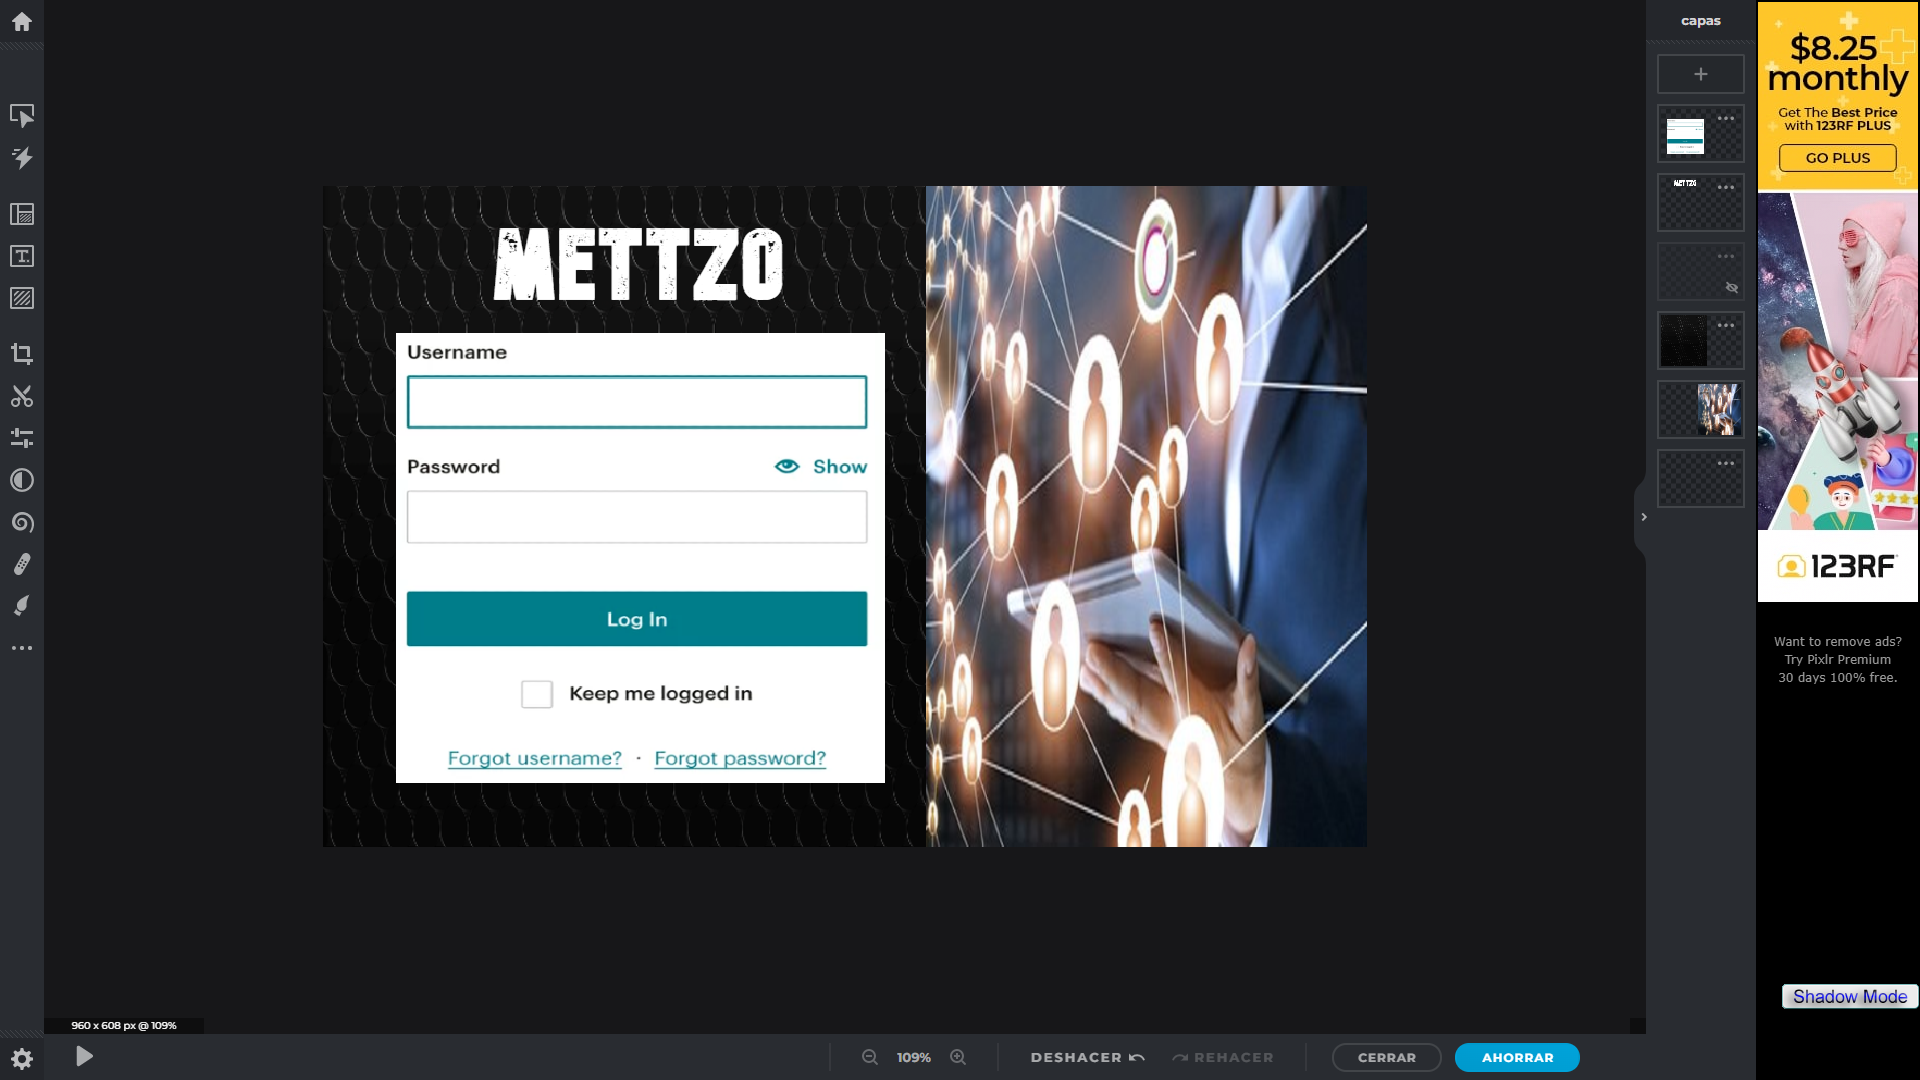 capas
$8.25
monthly
Get The Best Price
with 123RF PLUS
GO PLUS
METTZO
METTZO
Username
Password
Show
Log In
Keep me logged in
Forgot username? · Forgot password?
123RF
Want to remove ads?
Try Pixlr Premium
30 days 100% free.
Shadow Mode
960 x 608 px @ 109%
109%
DESHACER
REHACER
CERRAR
AHORRAR